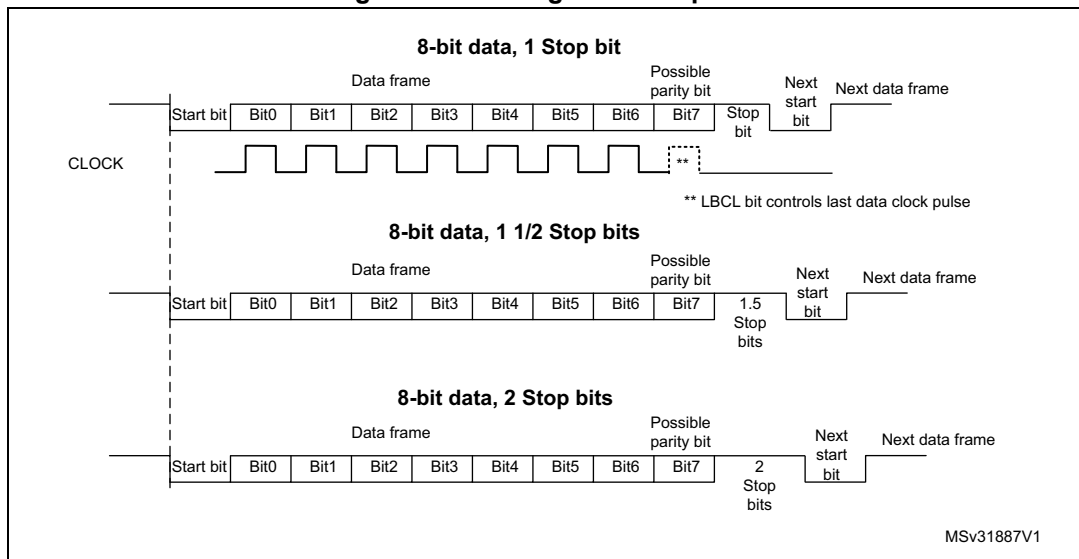 8-bit data, 1 Stop bit
Data frame
Possible
parity bit
Next
start
bit
Next data frame
Start bit Bit0 Bit1 Bit2 Bit3 Bit4 Bit5 Bit6 Bit7 Stop
bit
CLOCK
**
** LBCL bit controls last data clock pulse
8-bit data, 1 1/2 Stop bits
Data frame
Possible
parity bit
Next
start
bit
Next data frame
Start bit Bit0 Bit1 Bit2 Bit3 Bit4 Bit5 Bit6 Bit7 1.5
Stop
bits
8-bit data, 2 Stop bits
Data frame
Possible
parity bit
Next
start
bit
Next data frame
Start bit Bit0 Bit1 Bit2 Bit3 Bit4 Bit5 Bit6 Bit7 2
Stop
bits
MSv31887V1